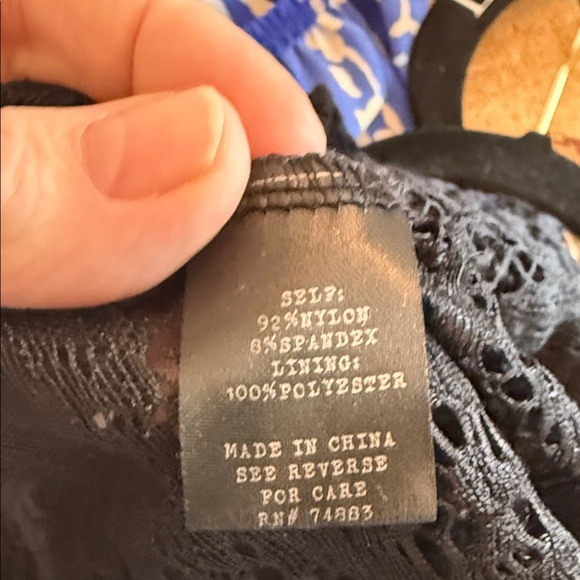 SELF:
92%NYLON
8%SPANDEX
LINING:
100%POLYESTER
MADE IN CHINA
SEE REVERSE
FOR CARE
RN# 74883